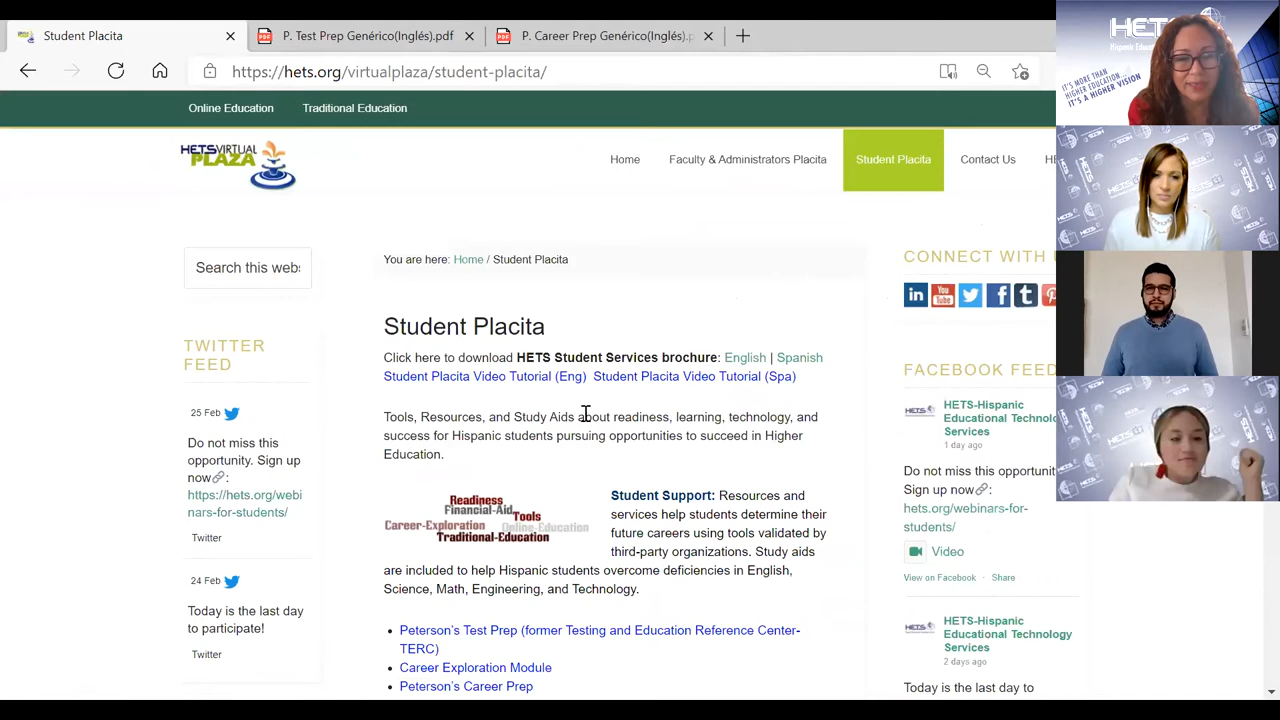 Student Placita
P. Test Prep Genérico(Inglés).pdf
P. Career Prep Genérico(Inglés).p
https://hets.org/virtualplaza/student-placita/
Online Education
Traditional Education
HETS VIRTUAL
PLAZA
Home
Faculty & Administrators Placita
Student Placita
Contact Us
HE
Search this web
TWITTER
FEED
25 Feb
Do not miss this
opportunity. Sign up
now🔗:
https://hets.org/webi
nars-for-students/
Twitter
24 Feb
Today is the last day
to participate!
Twitter
You are here: Home / Student Placita
Student Placita
Click here to download HETS Student Services brochure: English | Spanish
Student Placita Video Tutorial (Eng) Student Placita Video Tutorial (Spa)
Tools, Resources, and Study Aids about readiness, learning, technology, and
success for Hispanic students pursuing opportunities to succeed in Higher
Education.
Readiness
Financial-Aid
Tools
Career-Exploration
Online-Education
Traditional-Education
Student Support: Resources and
services help students determine their
future careers using tools validated by
third-party organizations. Study aids
are included to help Hispanic students overcome deficiencies in English,
Science, Math, Engineering, and Technology.
• Peterson's Test Prep (former Testing and Education Reference Center-
TERC)
• Career Exploration Module
• Peterson's Career Prep
CONNECT WITH U
in
You
Tube
FACEBOOK FEED
HETS-Hispanic
Educational Technolo
Services
1 day ago
Do not miss this opportunit
Sign up now🔗:
hets.org/webinars-for-
students/
Video
View on Facebook · Share
HETS-Hispanic
Educational Technology
Services
2 days ago
Today is the last day to
HETS
Hispanic Educ
IT'S MORE THAN
HIGHER EDUCATION
IT'S A HIGHER VISION